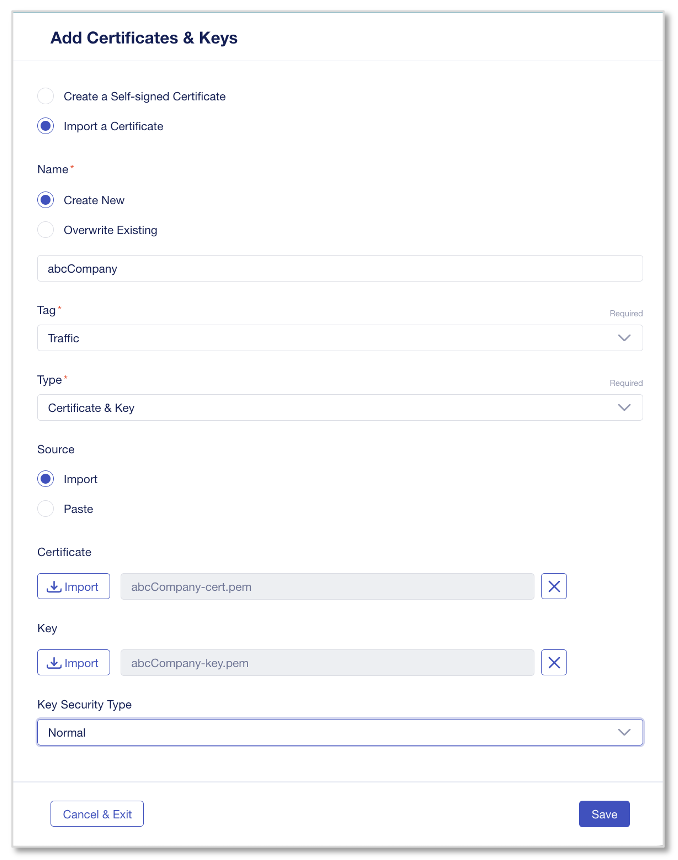 Add Certificates & Keys
Create a Self-signed Certificate
Import a Certificate
Name*
Create New
Overwrite Existing
abcCompany
Tag*
Required
Traffic
Type*
Required
Certificate & Key
Source
Import
Paste
Certificate
Import
abcCompany-cert.pem
Key
Import
abcCompany-key.pem
Key Security Type
Normal
Cancel & Exit
Save